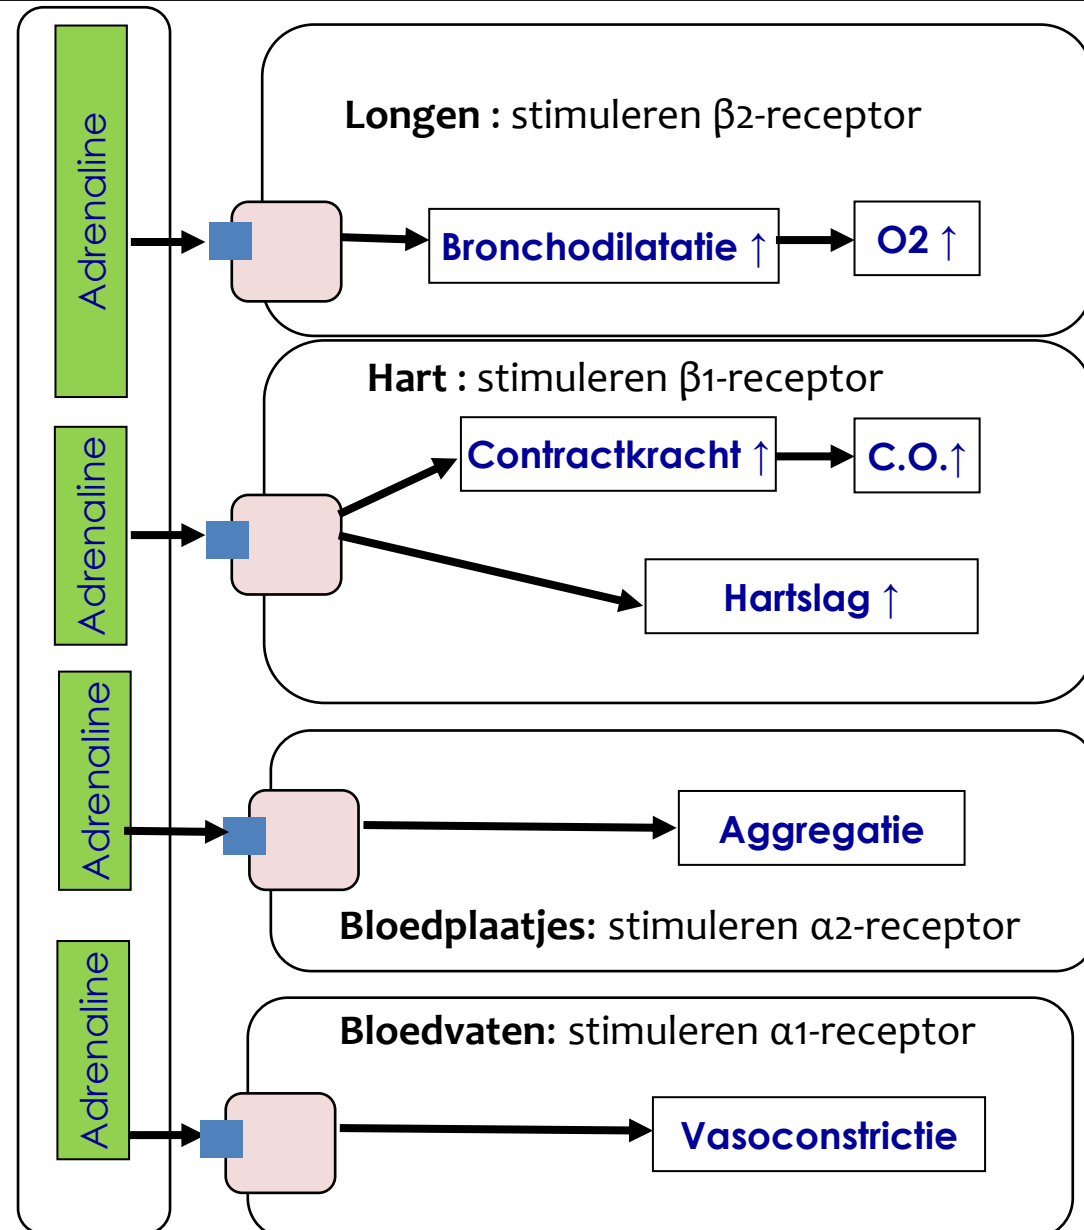 Adrenaline
Longen : stimuleren β2-receptor
Bronchodilatatie ↑
O2 ↑
Adrenaline
Hart : stimuleren β1-receptor
Contractkracht ↑
C.O.↑
Hartslag ↑
Adrenaline
Aggregatie
Bloedplaatjes: stimuleren α2-receptor
Adrenaline
Bloedvaten: stimuleren α1-receptor
Vasoconstrictie